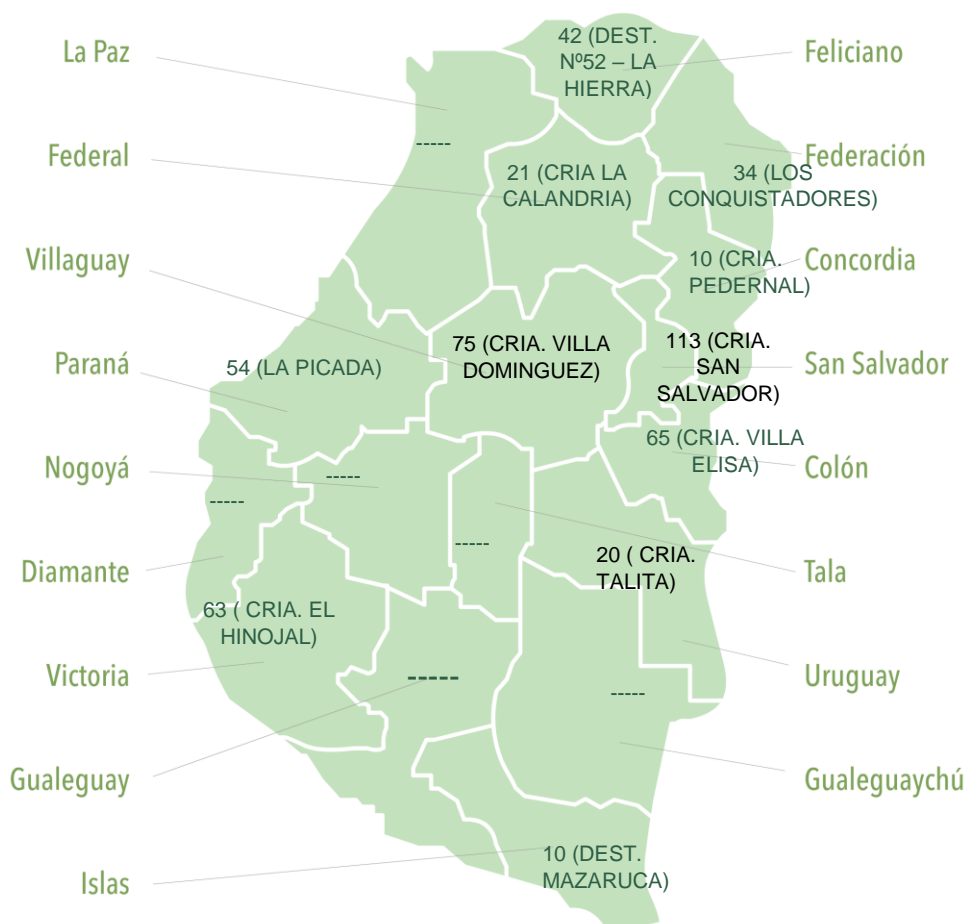 42 (DEST.
Nº52 – LA
HIERRA)
La Paz
Feliciano
-----
Federal
21 (CRIA LA
CALANDRIA)
Federación
34 (LOS
CONQUISTADORES)
Villaguay
10 (CRIA.
PEDERNAL)
Concordia
75 (CRIA. VILLA
DOMINGUEZ)
113 (CRIA.
SAN
SALVADOR)
Paraná
54 (LA PICADA)
San Salvador
65 (CRIA. VILLA
ELISA)
Nogoyá
-----
Colón
-----
-----
20 ( CRIA.
TALITA)
Diamante
Tala
63 ( CRIA. EL
HINOJAL)
Victoria
-----
-----
Uruguay
Gualeguay
Gualeguaychú
10 (DEST.
MAZARUCA)
Islas